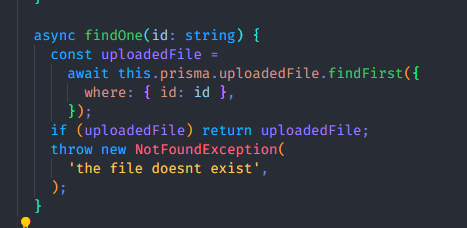 }
async findOne(id: string) {
const uploadedFile =
await this.prisma.uploadedFile.findFirst({
where: { id: id },
});
if (uploadedFile) return uploadedFile;
throw new NotFoundException(
'the file doesnt exist',
);
}